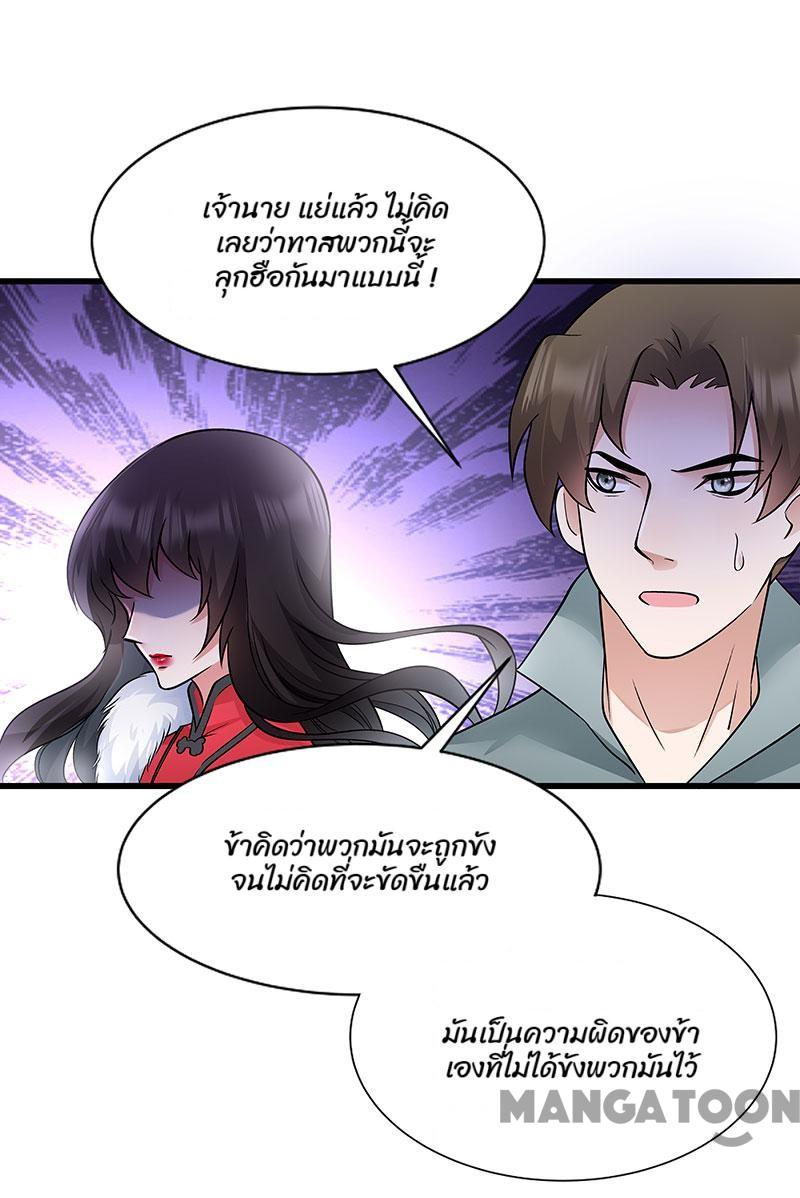 เจ้านาย แย่แล้ว ไม่คิด
เลยว่าทาสพวกนี้จะ
ลุกฮือกันมาแบบนี้ !
ข้าคิดว่าพวกมันจะถูกขัง
จนไม่คิดที่จะขัดขืนแล้ว
มันเป็นความผิดของข้า
เองที่ไม่ได้ขังพวกมันไว้
MANGATOON